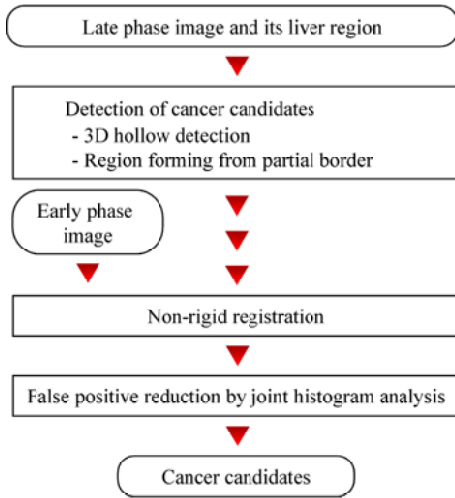 Late phase image and its liver region
Detection of cancer candidates
- 3D hollow detection
- Region forming from partial border
Early phase
image
Non-rigid registration
False positive reduction by joint histogram analysis
Cancer candidates